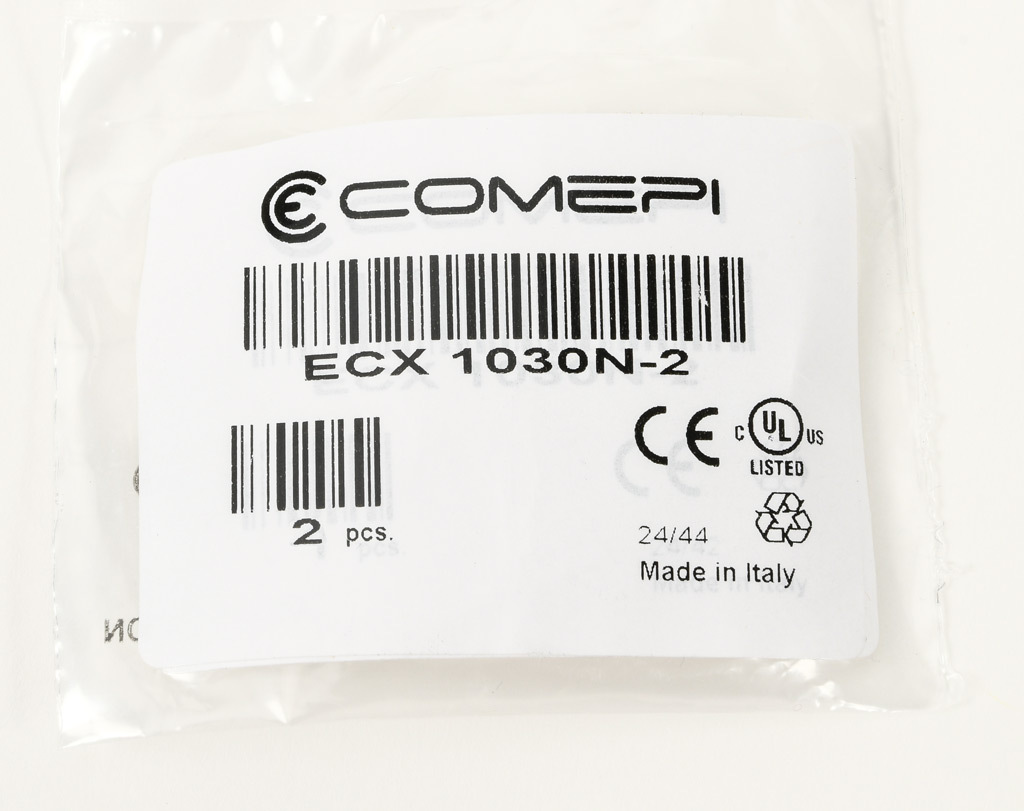 COMEPI
ECX 1030N-2
2 pcs.
CE
C UL US
LISTED
24/44
Made in Italy